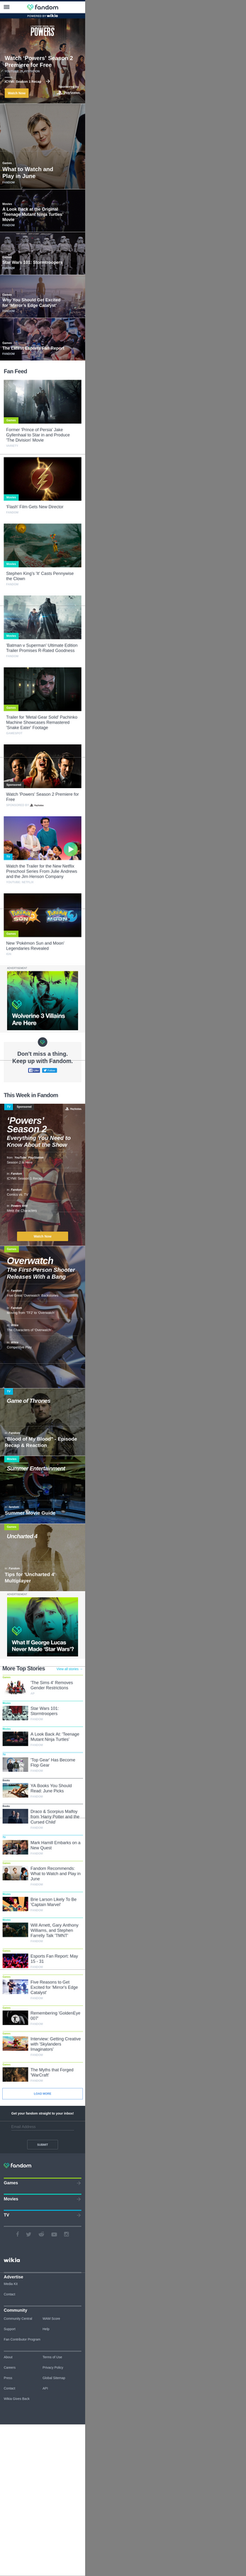 fandom
POWERED BY wikia
POWERS
Watch 'Powers' Season 2
Premiere for Free
Watch Now
PlayStation
Games
What to Watch and
Play in June
FANDOM
Movies
A Look Back at the Original
'Teenage Mutant Ninja Turtles'
Movie
FANDOM
Star Wars 101: Stormtroopers
Games
Why You Should Get Excited
for 'Mirror's Edge Catalyst'
FANDOM
Games
The Latest Esports Fan Report
FANDOM
Fan Feed
Games
Former 'Prince of Persia' Jake
Gyllenhaal to Star in and Produce
'The Division' Movie
Movies
'Flash' Film Gets New Director
Movies
Stephen King's 'It' Casts Pennywise
the Clown
Movies
'Batman v Superman' Ultimate Edition
Trailer Promises R-Rated Goodness
Games
Trailer for 'Metal Gear Solid' Pachinko
Machine Showcases Remastered
'Snake Eater' Footage
Sponsored
Watch 'Powers' Season 2 Premiere for
Free
TV
Watch the Trailer for the New Netflix
Preschool Series From Julie Andrews
and the Jim Henson Company
Games
New 'Pokémon Sun and Moon'
Legendaries Revealed
ADVERTISEMENT
Wolverine 3 Villains
Are Here
Don't miss a thing.
Keep up with Fandom.
This Week in Fandom
TV
Sponsored
'Powers'
Season 2
Everything You Need to
Know About the Show
Watch Now
Games
Overwatch
The First-Person Shooter
Releases With a Bang
TV
Game of Thrones
"Blood of My Blood" - Episode
Recap & Reaction
Movies
Summer Entertainment
Summer Movie Guide
Games
Uncharted 4
Tips for 'Uncharted 4'
Multiplayer
ADVERTISEMENT
What If George Lucas
Never Made 'Star Wars'?
More Top Stories
'The Sims 4' Removes
Gender Restrictions
Star Wars 101:
Stormtroopers
A Look Back At: 'Teenage
Mutant Ninja Turtles'
'Top Gear' Has Become
Flop Gear
YA Books You Should
Read: June Picks
Draco & Scorpius Malfoy
from 'Harry Potter and the
Cursed Child'
Mark Hamill Embarks on a
New Quest
Fandom Recommends:
What to Watch and Play in
June
Brie Larson Likely To Be
'Captain Marvel'
Will Arnett, Gary Anthony
Williams, and Stephen
Farrelly Talk 'TMNT'
Esports Fan Report: May
15 - 31
Five Reasons to Get
Excited for 'Mirror's Edge
Catalyst'
Remembering 'GoldenEye
007'
Interview: Getting Creative
with 'Skylanders
Imaginators'
The Myths that Forged
'WarCraft'
LOAD MORE
Get your fandom straight to your inbox!
SUBMIT
fandom
Games
Movies
TV
wikia
Advertise
Media Kit
Contact
Community
Community Central
WAM Score
Support
Help
Fan Contributor Program
About
Terms of Use
Careers
Privacy Policy
Press
Global Sitemap
Contact
API
Wikia Gives Back